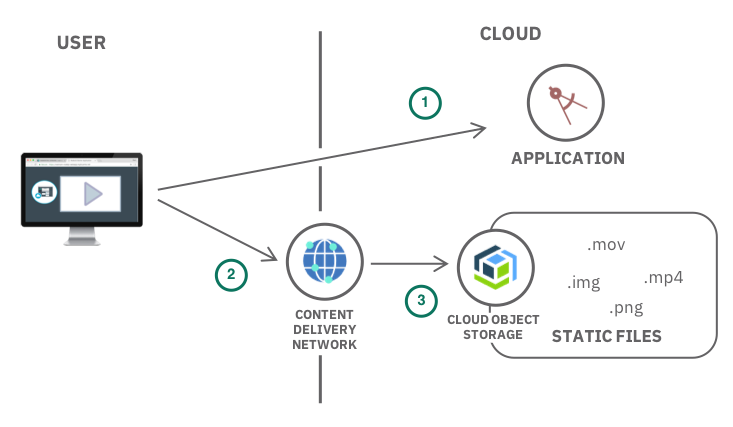 USER
CLOUD
1
APPLICATION
2
CONTENT
DELIVERY
NETWORK
3
CLOUD OBJECT
STORAGE
.mov
.img
.mp4
.png
STATIC FILES